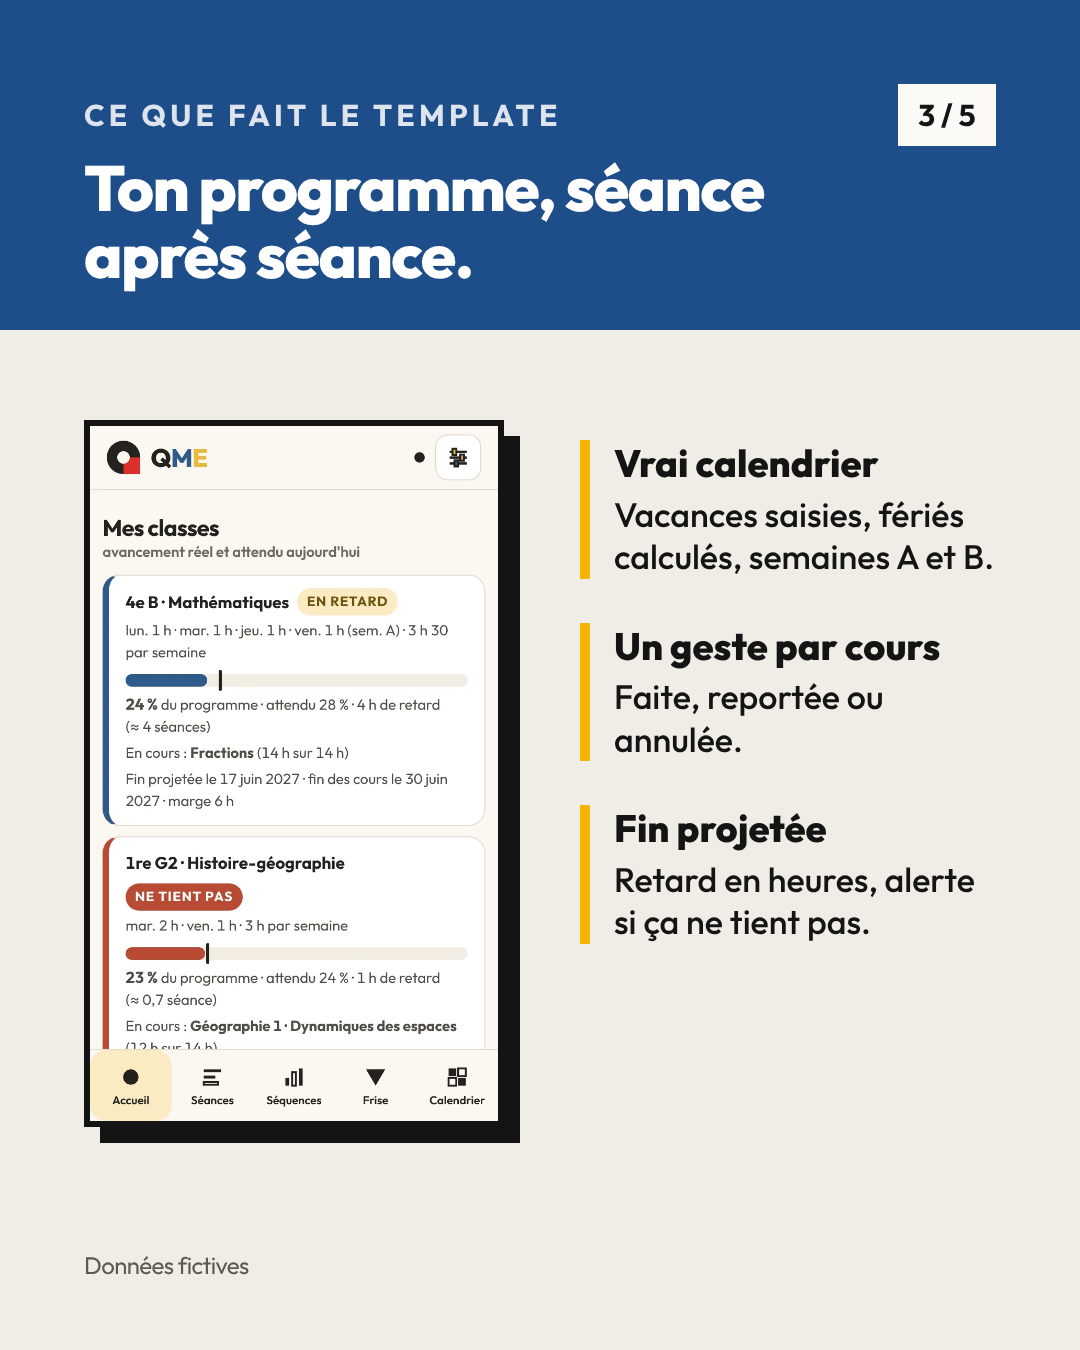 CE QUE FAIT LE TEMPLATE
3 / 5
Ton programme, séance
après séance.
QME
Mes classes
avancement réel et attendu aujourd'hui
4e B · Mathématiques EN RETARD
lun. 1 h · mar. 1 h · jeu. 1 h · ven. 1 h (sem. A) · 3 h 30
par semaine
24 % du programme · attendu 28 % · 4 h de retard
(≈ 4 séances)
En cours : Fractions (14 h sur 14 h)
Fin projetée le 17 juin 2027 · fin des cours le 30 juin
2027 · marge 6 h
1re G2 · Histoire-géographie
NE TIENT PAS
mar. 2 h · ven. 1 h · 3 h par semaine
23 % du programme · attendu 24 % · 1 h de retard
(≈ 0,7 séance)
En cours : Géographie 1 · Dynamiques des espaces
(12 h sur 14 h)
Accueil
Séances
Séquences
Frise
Calendrier
Vrai calendrier
Vacances saisies, fériés
calculés, semaines A et B.
Un geste par cours
Faite, reportée ou
annulée.
Fin projetée
Retard en heures, alerte
si ça ne tient pas.
Données fictives